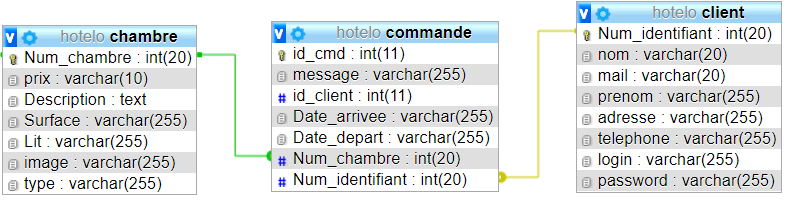 hotelo chambre
Num_chambre : int(20)
prix : varchar(10)
Description : text
Surface : varchar(255)
Lit : varchar(255)
image : varchar(255)
type : varchar(255)
hotelo commande
id_cmd : int(11)
message : varchar(255)
id_client : int(11)
Date_arrivee : varchar(255)
Date_depart : varchar(255)
Num_chambre : int(20)
Num_identifiant : int(20)
hotelo client
Num_identifiant : int(20)
nom : varchar(20)
mail : varchar(20)
prenom : varchar(255)
adresse : varchar(255)
telephone : varchar(255)
login : varchar(255)
password : varchar(255)